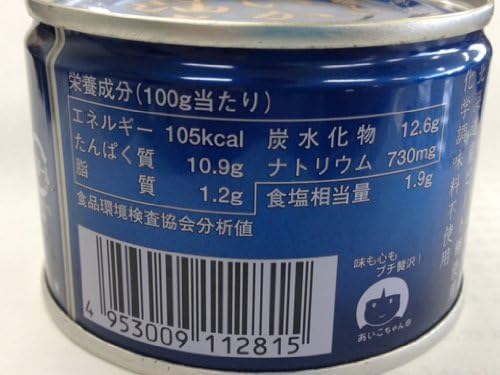 栄養成分(100g当たり)
エネルギー 105kcal
たんぱく質 10.9g
脂質 1.2g
炭水化物 12.6g
ナトリウム 730mg
食塩相当量 1.9g
食品環境検査協会分析値
化学調味料不使用
味も心も
プチ贅沢!
あいこちゃん®
4 953009 112815